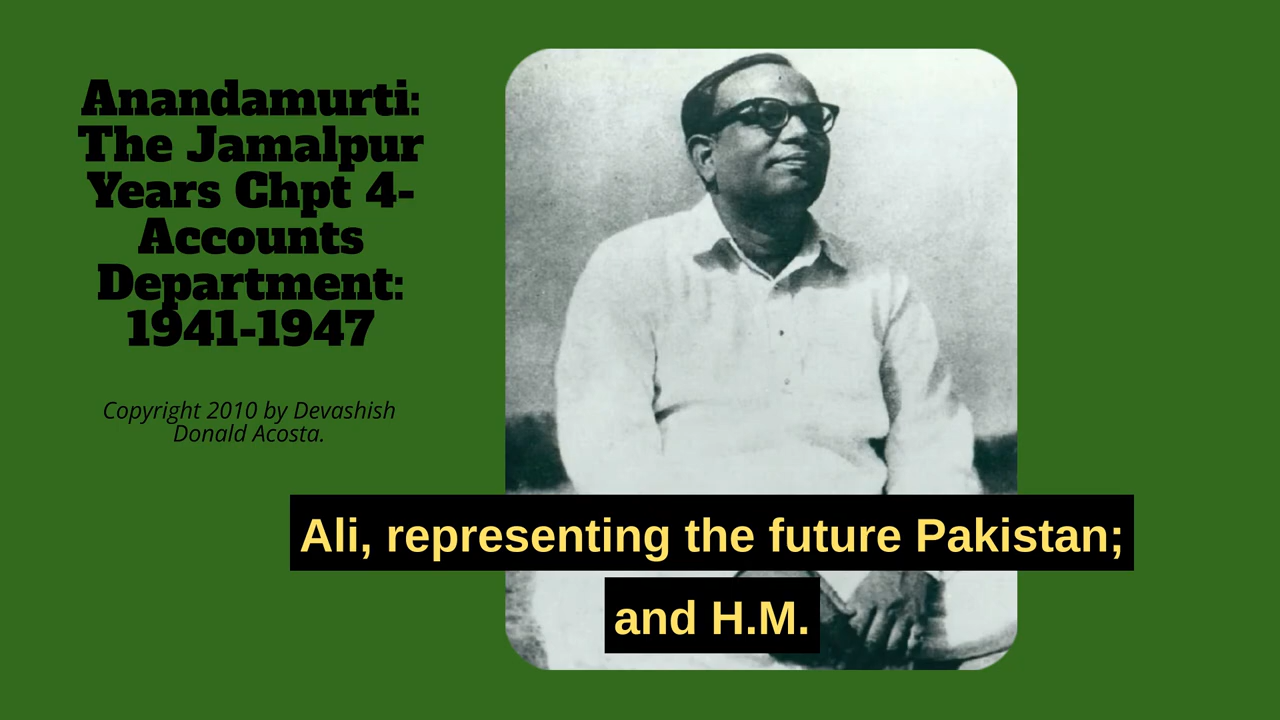 Anandamurti:
The Jamalpur
Years Chpt 4-
Accounts
Department:
1941-1947
Copyright 2010 by Devashish
Donald Acosta.
Ali, representing the future Pakistan;
and H.M.